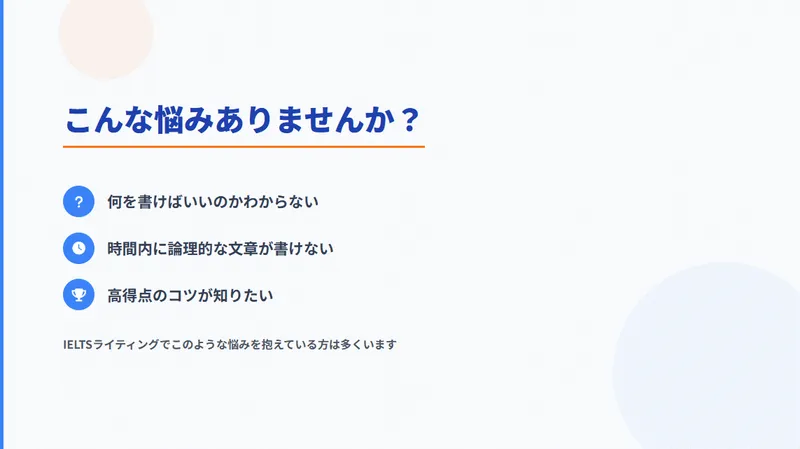 こんな悩みありませんか？
何を書けばいいのかわからない
時間内に論理的な文章が書けない
高得点のコツが知りたい
IELTSライティングでこのような悩みを抱えている方は多くいます